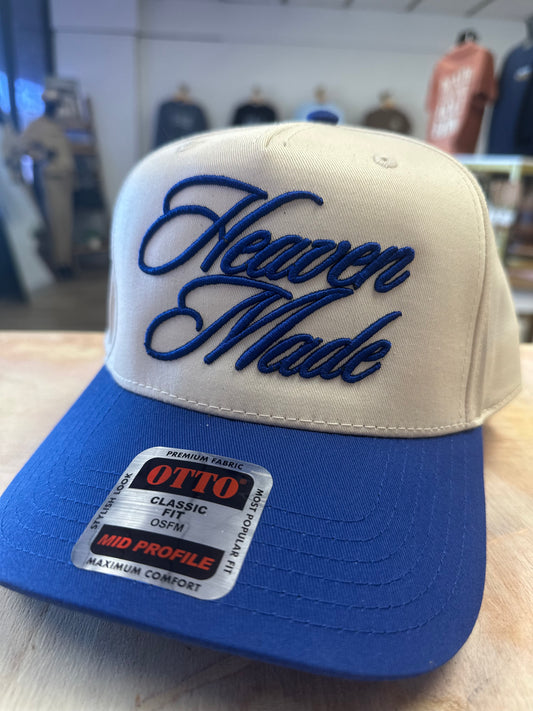 Heaven
Made
PREMIUM FABRIC
STYLISH LOOK
OTTO®
CLASSIC
FIT
OSFM
MID PROFILE
MOST POPULAR FIT
MAXIMUM COMFORT